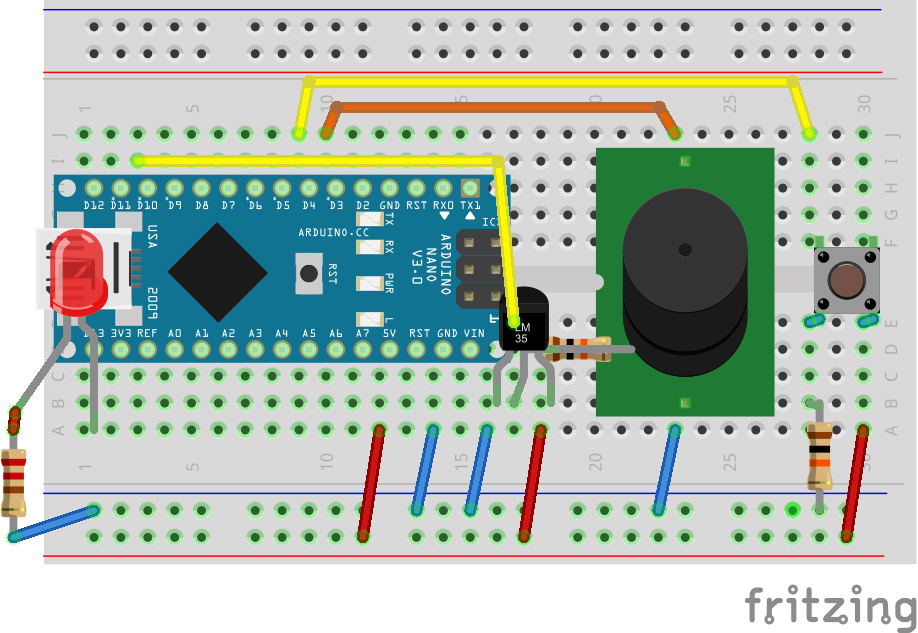 1 5 10 15 20 25 30
J J
I I
H H
G G
F F
D12 D11 D10 D9 D8 D7 D6 D5 D4 D3 D2 GND RST RX0 TX1
TX
RX
PWR
L
ARDUINO.CC
RST
ARDUINO
NANO
V3.0
ICSP
USA
2009
D13 3V3 REF A0 A1 A2 A3 A4 A5 A6 A7 5V RST GND VIN
LM
35
E
D
C C
B B
A A
1 5 10 15 20 25 30
fritzing